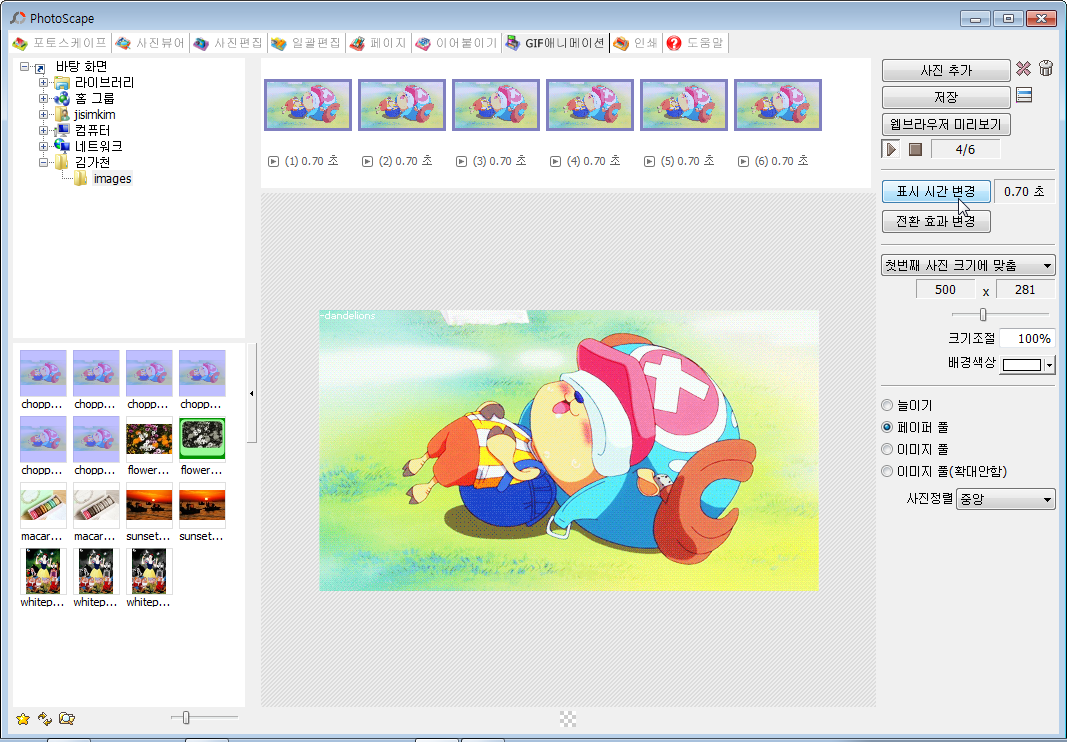 PhotoScape
포토스케이프 사진뷰어 사진편집 일괄편집 페이지 이어붙이기 GIF애니메이션 인쇄 도움말
바탕 화면
라이브러리
홈 그룹
jisimkim
컴퓨터
네트워크
김가천
images
chopp... chopp... chopp... chopp...
chopp... chopp... flower... flower...
macar... macar... sunset... sunset...
whitep... whitep... whitep...
(1) 0.70 초 (2) 0.70 초 (3) 0.70 초 (4) 0.70 초 (5) 0.70 초 (6) 0.70 초
-dandelions
사진 추가
저장
웹브라우저 미리보기
4/6
표시 시간 변경 0.70 초
전환 효과 변경
첫번째 사진 크기에 맞춤
500 x 281
크기조절 100%
배경색상
늘이기
페이퍼 풀
이미지 풀
이미지 풀(확대안함)
사진정렬 중앙